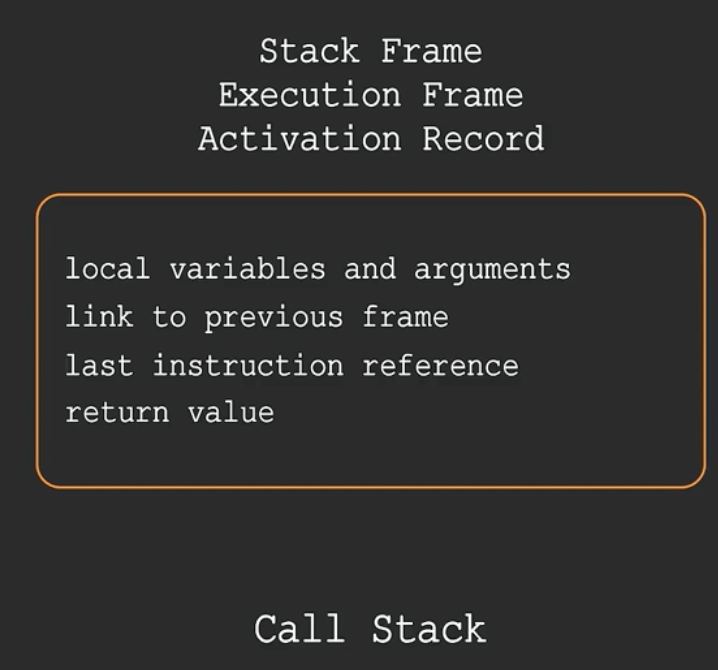 Stack Frame
Execution Frame
Activation Record
local variables and arguments
link to previous frame
last instruction reference
return value
Call Stack